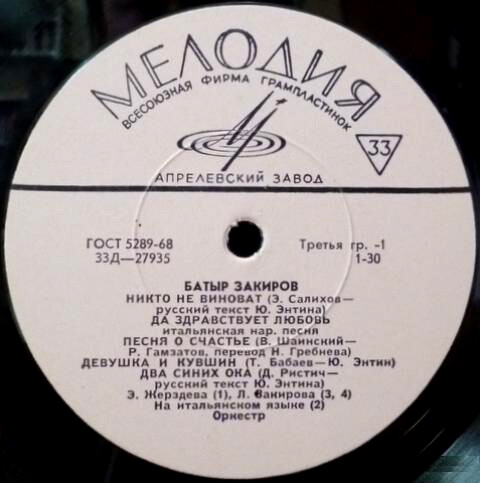 МЕЛОДИЯ
ВСЕСОЮЗНАЯ ФИРМА ГРАМПЛАСТИНОК
33
АПРЕЛЕВСКИЙ ЗАВОД
ГОСТ 5289-68
33Д—27935
Третья гр. -1
1-30
БАТЫР ЗАКИРОВ
НИКТО НЕ ВИНОВАТ (Э. Салихов—
русский текст Ю. Энтина)
ДА ЗДРАВСТВУЕТ ЛЮБОВЬ
итальянская нар. песня
ПЕСНЯ О СЧАСТЬЕ (В. Шаинский—
Р. Гамзатов, перевод Н. Гребнева)
ДЕВУШКА И КУВШИН (Т. Бабаев—Ю. Энтин)
ДВА СИНИХ ОКА (Д. Ристич—
русский текст Ю. Энтина)
Э. Жерздева (1), Л. Закирова (3, 4)
На итальянском языке (2)
Оркестр